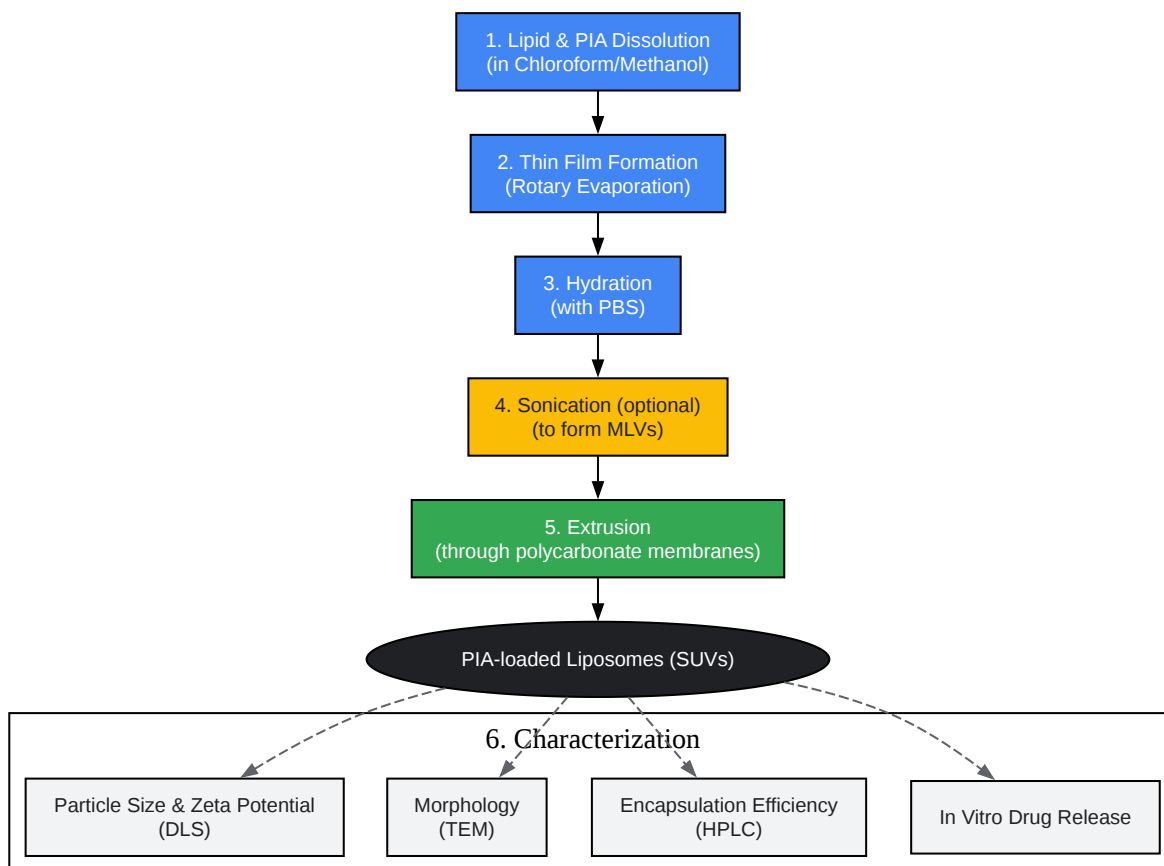 1. Lipid & PIA Dissolution
(in Chloroform/Methanol)
2. Thin Film Formation
(Rotary Evaporation)
3. Hydration
(with PBS)
4. Sonication (optional)
(to form MLVs)
5. Extrusion
(through polycarbonate membranes)
PIA-loaded Liposomes (SUVs)
6. Characterization
Particle Size & Zeta Potential
(DLS)
Morphology
(TEM)
Encapsulation Efficiency
(HPLC)
In Vitro Drug Release